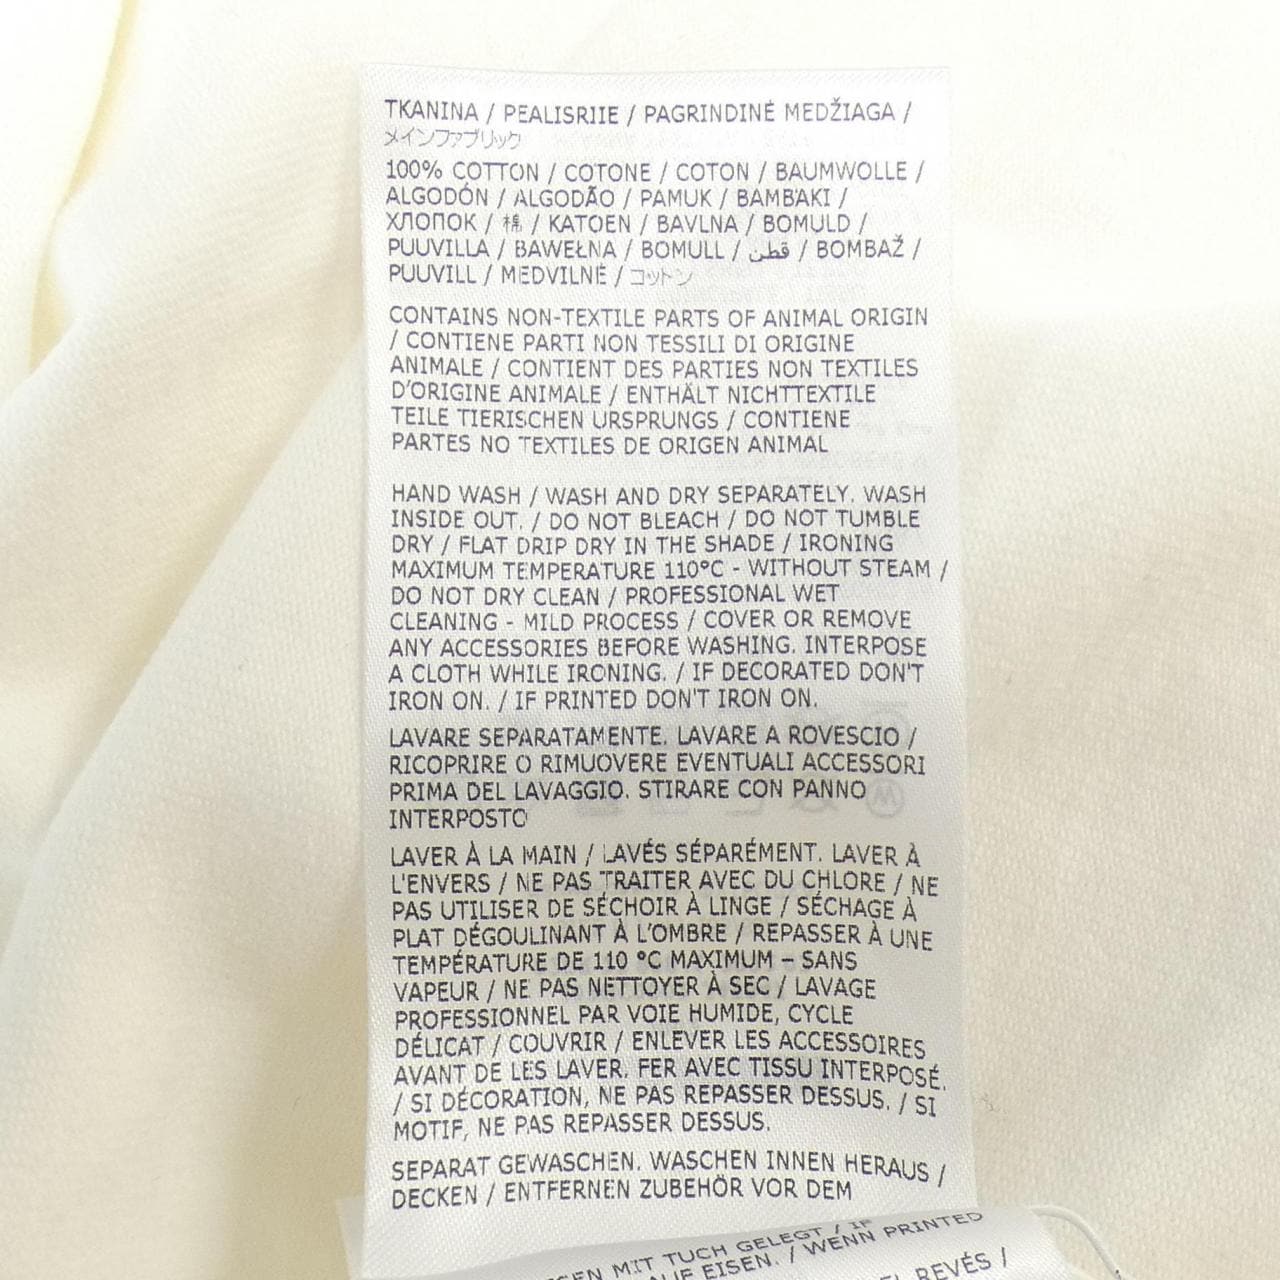 TKANINA / PEALISRIIE / PAGRINDINĖ MEDŽIAGA /
メインファブリック
100% COTTON / COTONE / COTON / BAUMWOLLE /
ALGODÓN / ALGODÃO / PAMUK / BAMBAKI /
ХЛОПОК / 棉 / KATOEN / BAVLNA / BOMULD /
PUUVILLA / BAWEŁNA / BOMULL / قطن / BOMBAŽ /
PUUVILL / MEDVILNĖ / コットン
CONTAINS NON-TEXTILE PARTS OF ANIMAL ORIGIN
/ CONTIENE PARTI NON TESSILI DI ORIGINE
ANIMALE / CONTIENT DES PARTIES NON TEXTILES
D'ORIGINE ANIMALE / ENTHÄLT NICHTTEXTILE
TEILE TIERISCHEN URSPRUNGS / CONTIENE
PARTES NO TEXTILES DE ORIGEN ANIMAL
HAND WASH / WASH AND DRY SEPARATELY. WASH
INSIDE OUT. / DO NOT BLEACH / DO NOT TUMBLE
DRY / FLAT DRIP DRY IN THE SHADE / IRONING
MAXIMUM TEMPERATURE 110°C - WITHOUT STEAM /
DO NOT DRY CLEAN / PROFESSIONAL WET
CLEANING - MILD PROCESS / COVER OR REMOVE
ANY ACCESSORIES BEFORE WASHING. INTERPOSE
A CLOTH WHILE IRONING. / IF DECORATED DON'T
IRON ON. / IF PRINTED DON'T IRON ON.
LAVARE SEPARATAMENTE. LAVARE A ROVESCIO /
RICOPRIRE O RIMUOVERE EVENTUALI ACCESSORI
PRIMA DEL LAVAGGIO. STIRARE CON PANNO
INTERPOSTO
LAVER À LA MAIN / LAVÉS SÉPARÉMENT. LAVER À
L'ENVERS / NE PAS TRAITER AVEC DU CHLORE / NE
PAS UTILISER DE SÉCHOIR À LINGE / SÉCHAGE À
PLAT DÉGOULINANT À L'OMBRE / REPASSER À UNE
TEMPÉRATURE DE 110 °C MAXIMUM – SANS
VAPEUR / NE PAS NETTOYER À SEC / LAVAGE
PROFESSIONNEL PAR VOIE HUMIDE, CYCLE
DÉLICAT / COUVRIR / ENLEVER LES ACCESSOIRES
AVANT DE LES LAVER. FER AVEC TISSU INTERPOSÉ.
/ SI DÉCORATION, NE PAS REPASSER DESSUS. / SI
MOTIF, NE PAS REPASSER DESSUS.
SEPARAT GEWASCHEN. WASCHEN INNEN HERAUS /
DECKEN / ENTFERNEN ZUBEHÖR VOR DEM
MIT TUCH GELEGT / IF
AUF EISEN. / WENN PRINTED
REVÉS /